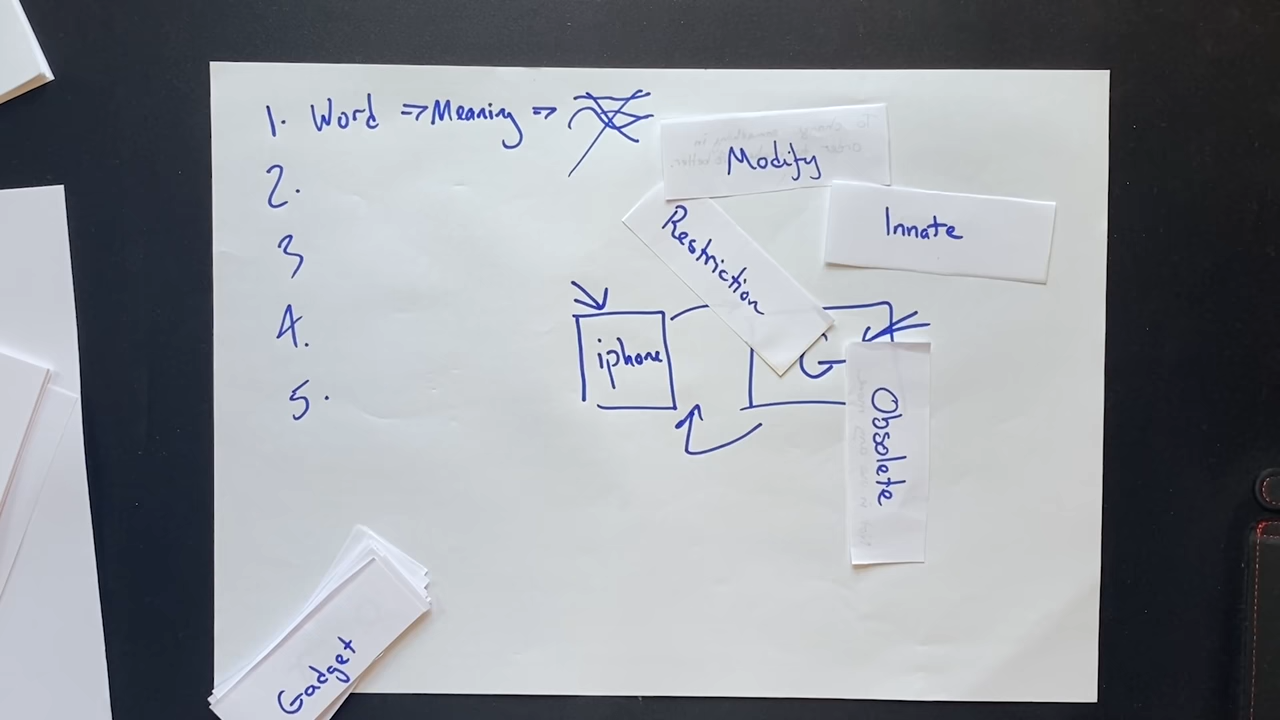 1. Word => Meaning =>
2.
3
4.
5.
Modify
Innate
Restriction
iphone
G
Obsolete
Gadget